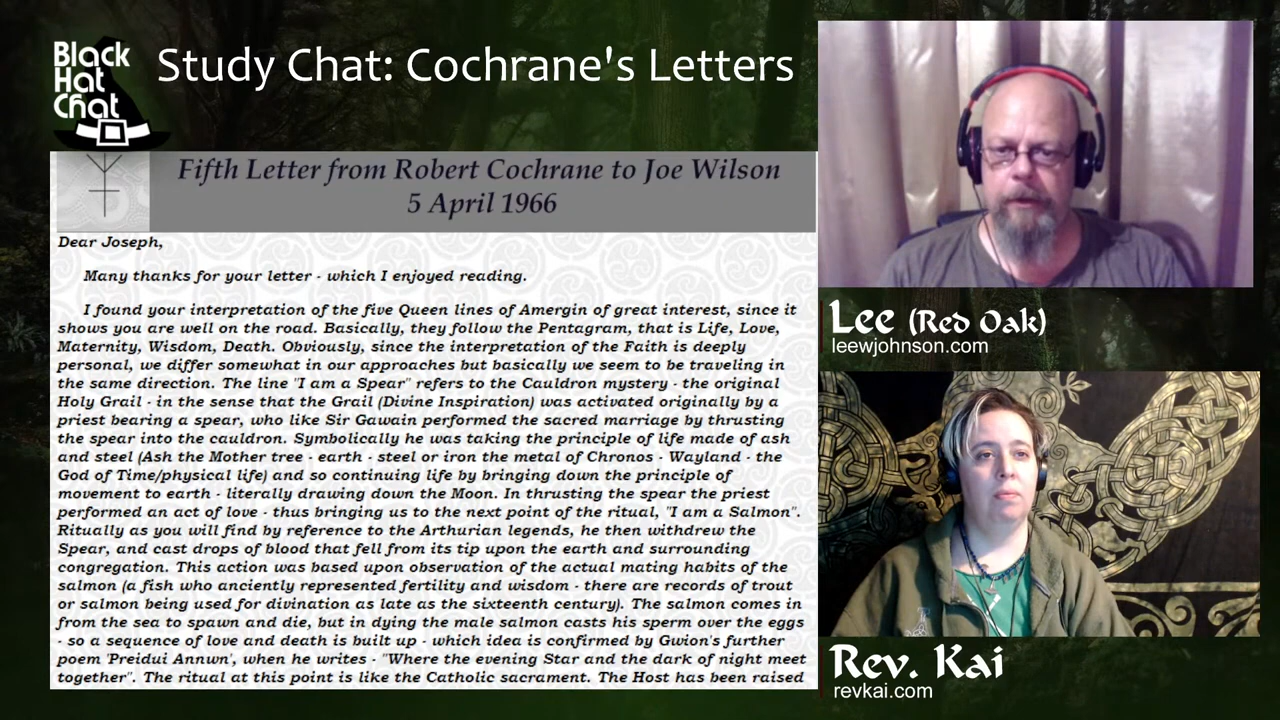 Black
Hat
Chat
Study Chat: Cochrane's Letters
Fifth Letter from Robert Cochrane to Joe Wilson
5 April 1966
Dear Joseph,
Many thanks for your letter - which I enjoyed reading.
I found your interpretation of the five Queen lines of Amergin of great interest, since it
shows you are well on the road. Basically, they follow the Pentagram, that is Life, Love,
Maternity, Wisdom, Death. Obviously, since the interpretation of the Faith is deeply
personal, we differ somewhat in our approaches but basically we seem to be traveling in
the same direction. The line "I am a Spear" refers to the Cauldron mystery - the original
Holy Grail - in the sense that the Grail (Divine Inspiration) was activated originally by a
priest bearing a spear, who like Sir Gawain performed the sacred marriage by thrusting
the spear into the cauldron. Symbolically he was taking the principle of life made of ash
and steel (Ash the Mother tree - earth - steel or iron the metal of Chronos - Wayland - the
God of Time/physical life) and so continuing life by bringing down the principle of
movement to earth - literally drawing down the Moon. In thrusting the spear the priest
performed an act of love - thus bringing us to the next point of the ritual, "I am a Salmon".
Ritually as you will find by reference to the Arthurian legends, he then withdrew the
Spear, and cast drops of blood that fell from its tip upon the earth and surrounding
congregation. This action was based upon observation of the actual mating habits of the
salmon (a fish who anciently represented fertility and wisdom - there are records of trout
or salmon being used for divination as late as the sixteenth century). The salmon comes in
from the sea to spawn and die, but in dying the male salmon casts his sperm over the eggs
- so a sequence of love and death is built up - which idea is confirmed by Gwion's further
poem 'Preidui Annwn', when he writes - "Where the evening Star and the dark of night meet
together". The ritual at this point is like the Catholic sacrament. The Host has been raised
Lee (Red Oak)
leewjohnson.com
Rev. Kai
revkai.com